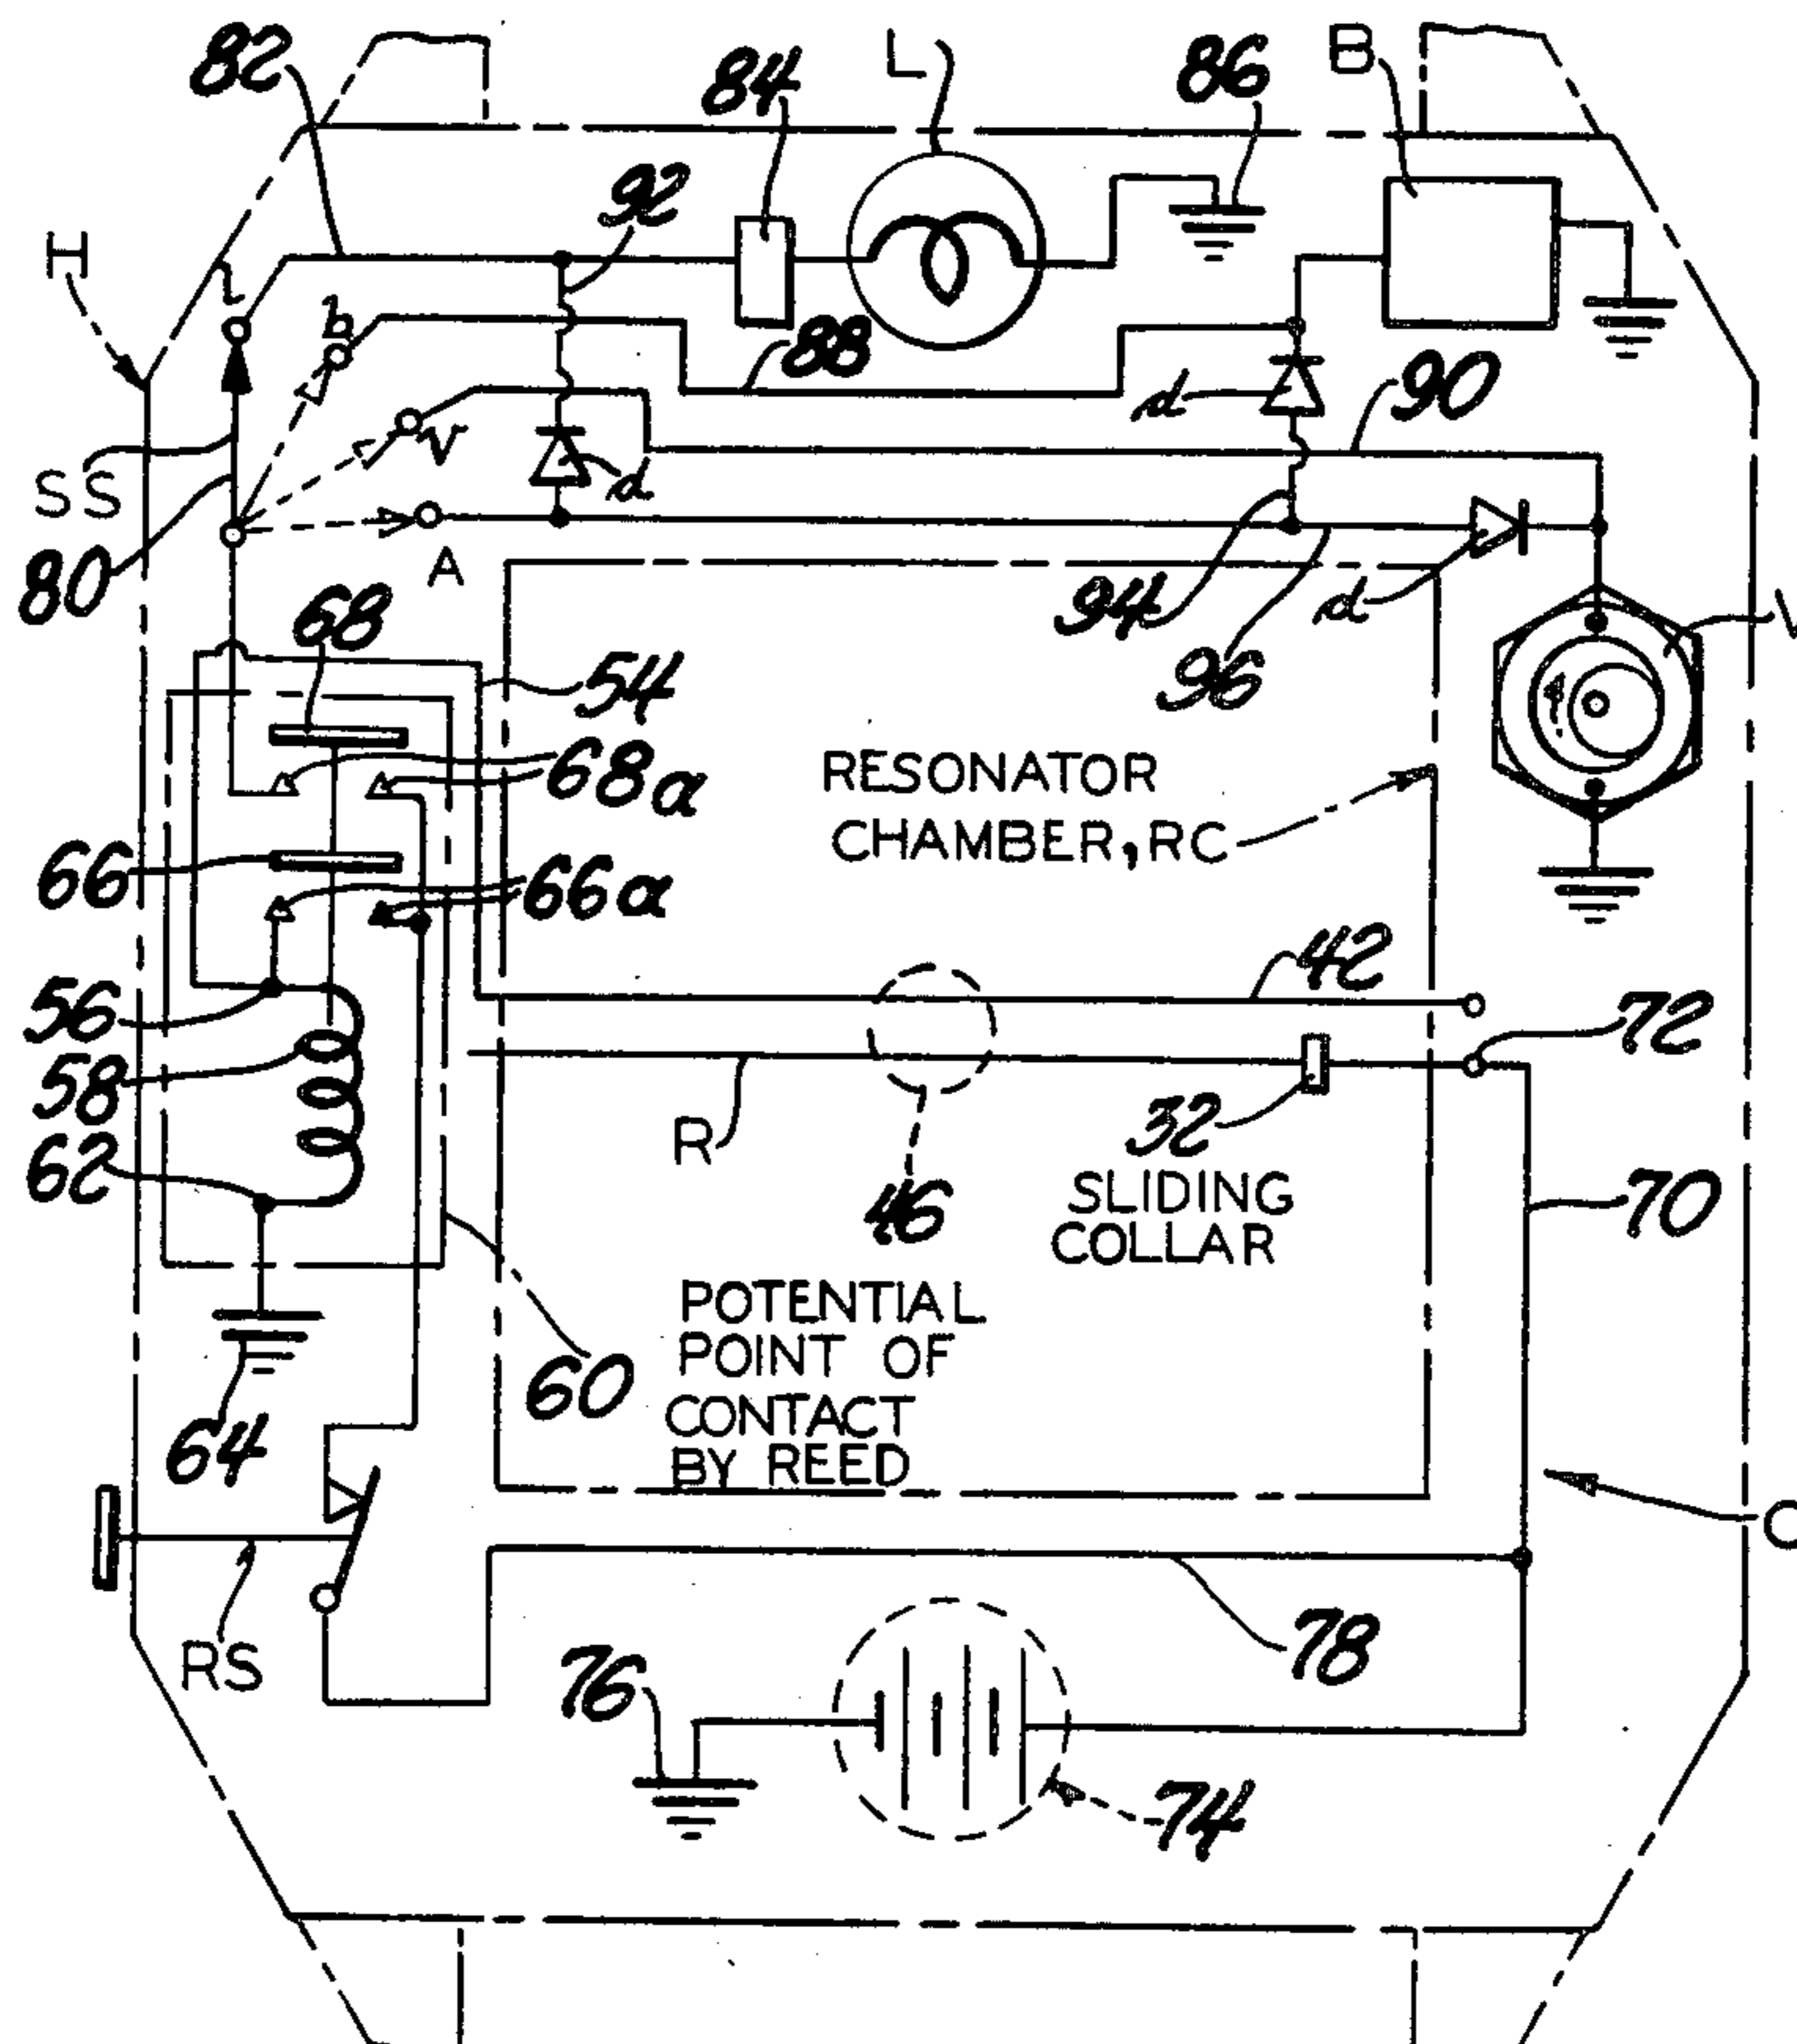 82
84
L
86
B
92
H
l
b
88
d
90
v
d
SS
A
80
94
d
V
68
96
54
68a
RESONATOR
CHAMBER, RC
66
66a
42
56
72
58
32
R
62
46
SLIDING
COLLAR
70
POTENTIAL
POINT OF
CONTACT
BY REED
60
64
C
RS
76
78
74